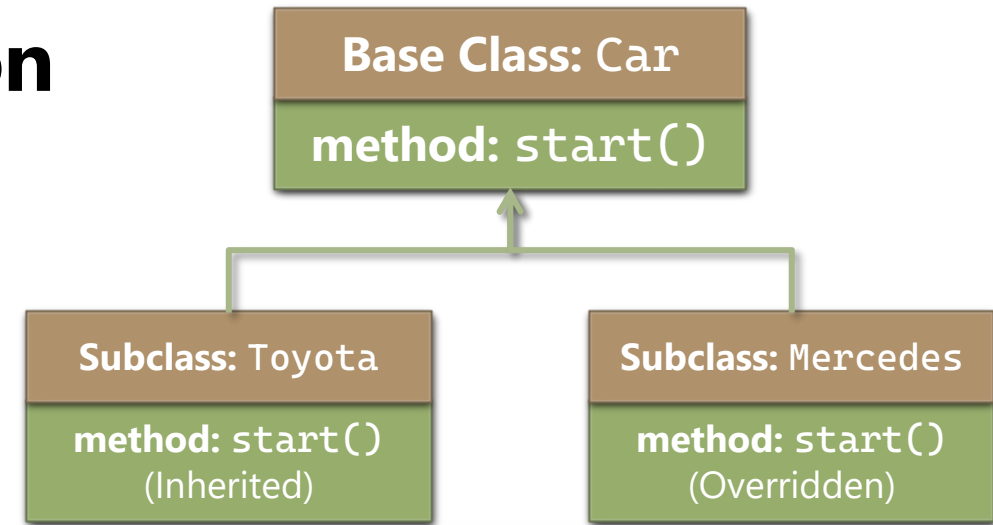 on
Base Class: Car
method: start()
Subclass: Toyota
method: start()
(Inherited)
Subclass: Mercedes
method: start()
(Overridden)